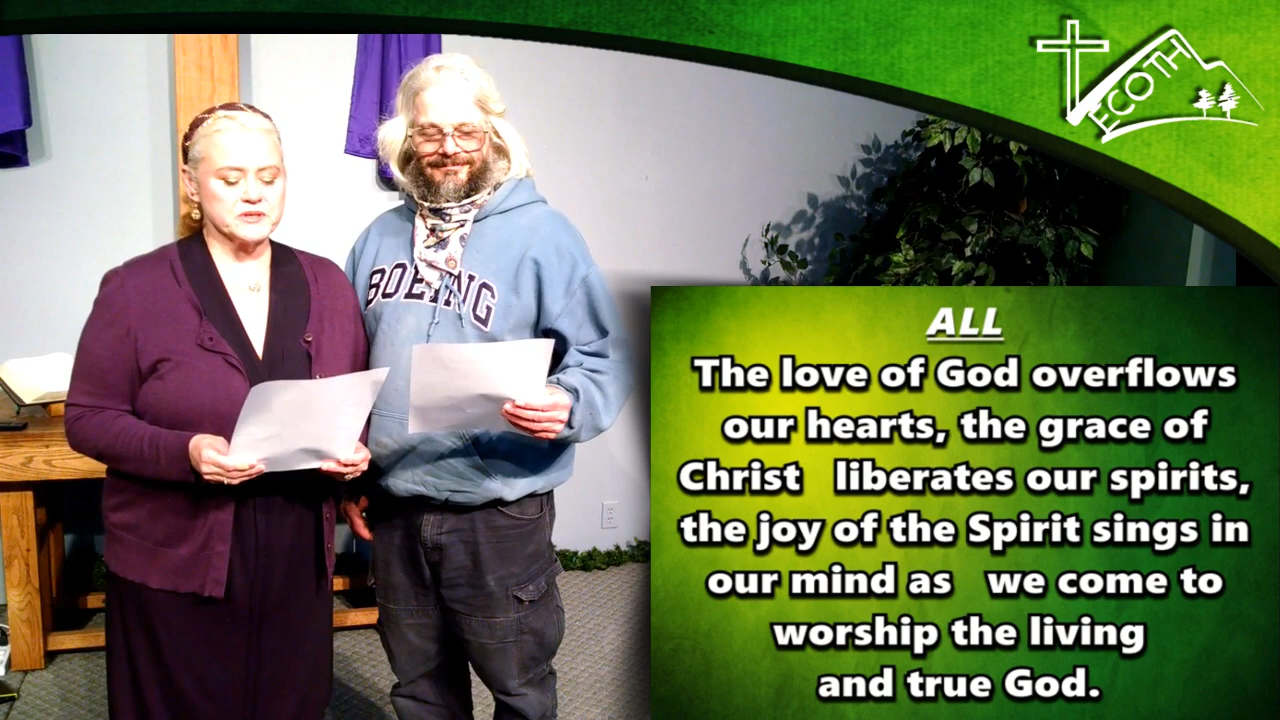 ECOTH
BOEING
ALL
The love of God overflows
our hearts, the grace of
Christ liberates our spirits,
the joy of the Spirit sings in
our mind as we come to
worship the living
and true God.